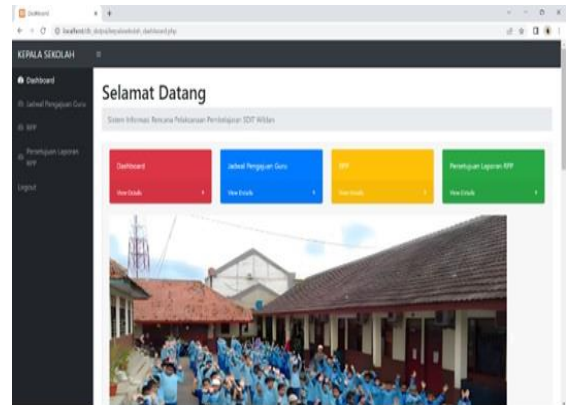 Dashboard
KEPALA SEKOLAH
Dashboard
Jadwal Pengajuan Guru
RPP
Persetujuan Laporan
RPP
Logout
Selamat Datang
Sistem Informasi Rencana Pelaksanaan Pembelajaran SDIT Wildan
Dashboard
View Details
Jadwal Pengajuan Guru
View Details
RPP
View Details
Persetujuan Laporan RPP
View Details